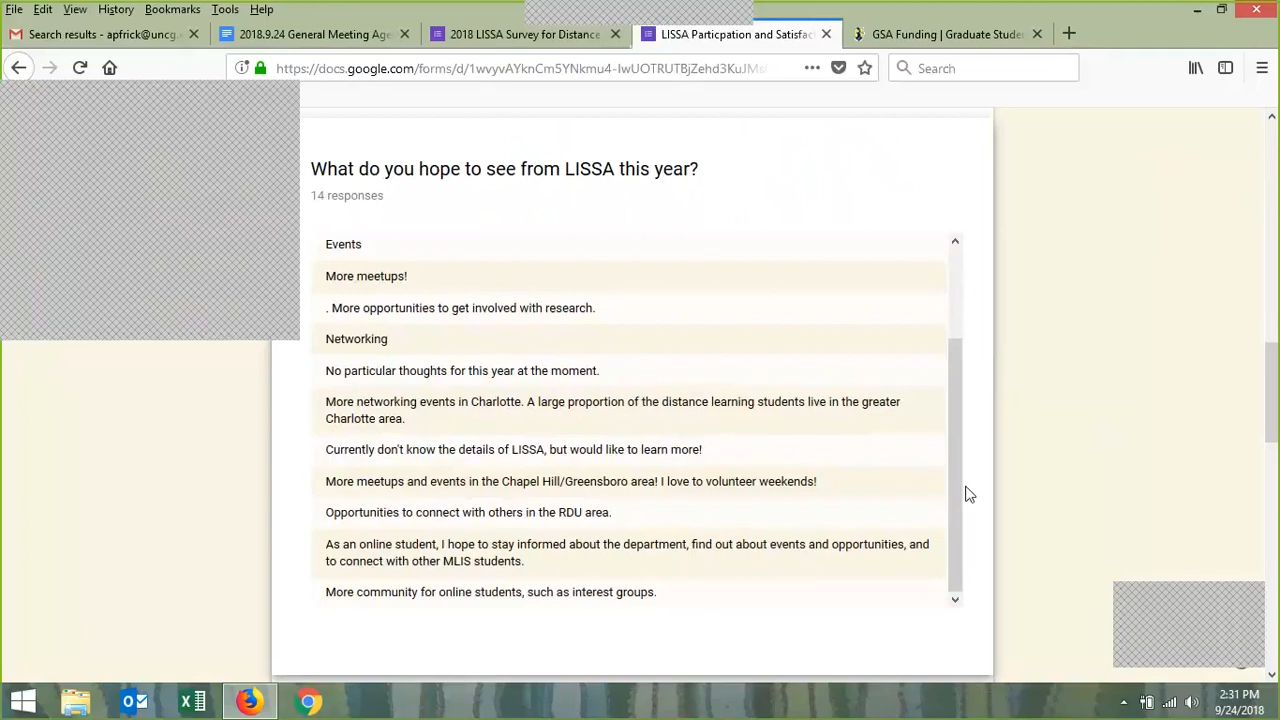 File Edit View History Bookmarks Tools Help
Search results - apfrick@uncg. 2018.9.24 General Meeting Age 2018 LISSA Survey for Distance LISSA Particpation and Satisfac GSA Funding | Graduate Stude
https://docs.google.com/forms/d/ Search
What do you hope to see from LISSA this year?
14 responses
Events
More meetups!
. More opportunities to get involved with research.
Networking
No particular thoughts for this year at the moment.
More networking events in Charlotte. A large proportion of the distance learning students live in the greater
Charlotte area.
Currently don't know the details of LISSA, but would like to learn more!
More meetups and events in the Chapel Hill/Greensboro area! I love to volunteer weekends!
Opportunities to connect with others in the RDU area.
As an online student, I hope to stay informed about the department, find out about events and opportunities, and
to connect with other MLIS students.
More community for online students, such as interest groups.
2:31 PM
9/24/2018